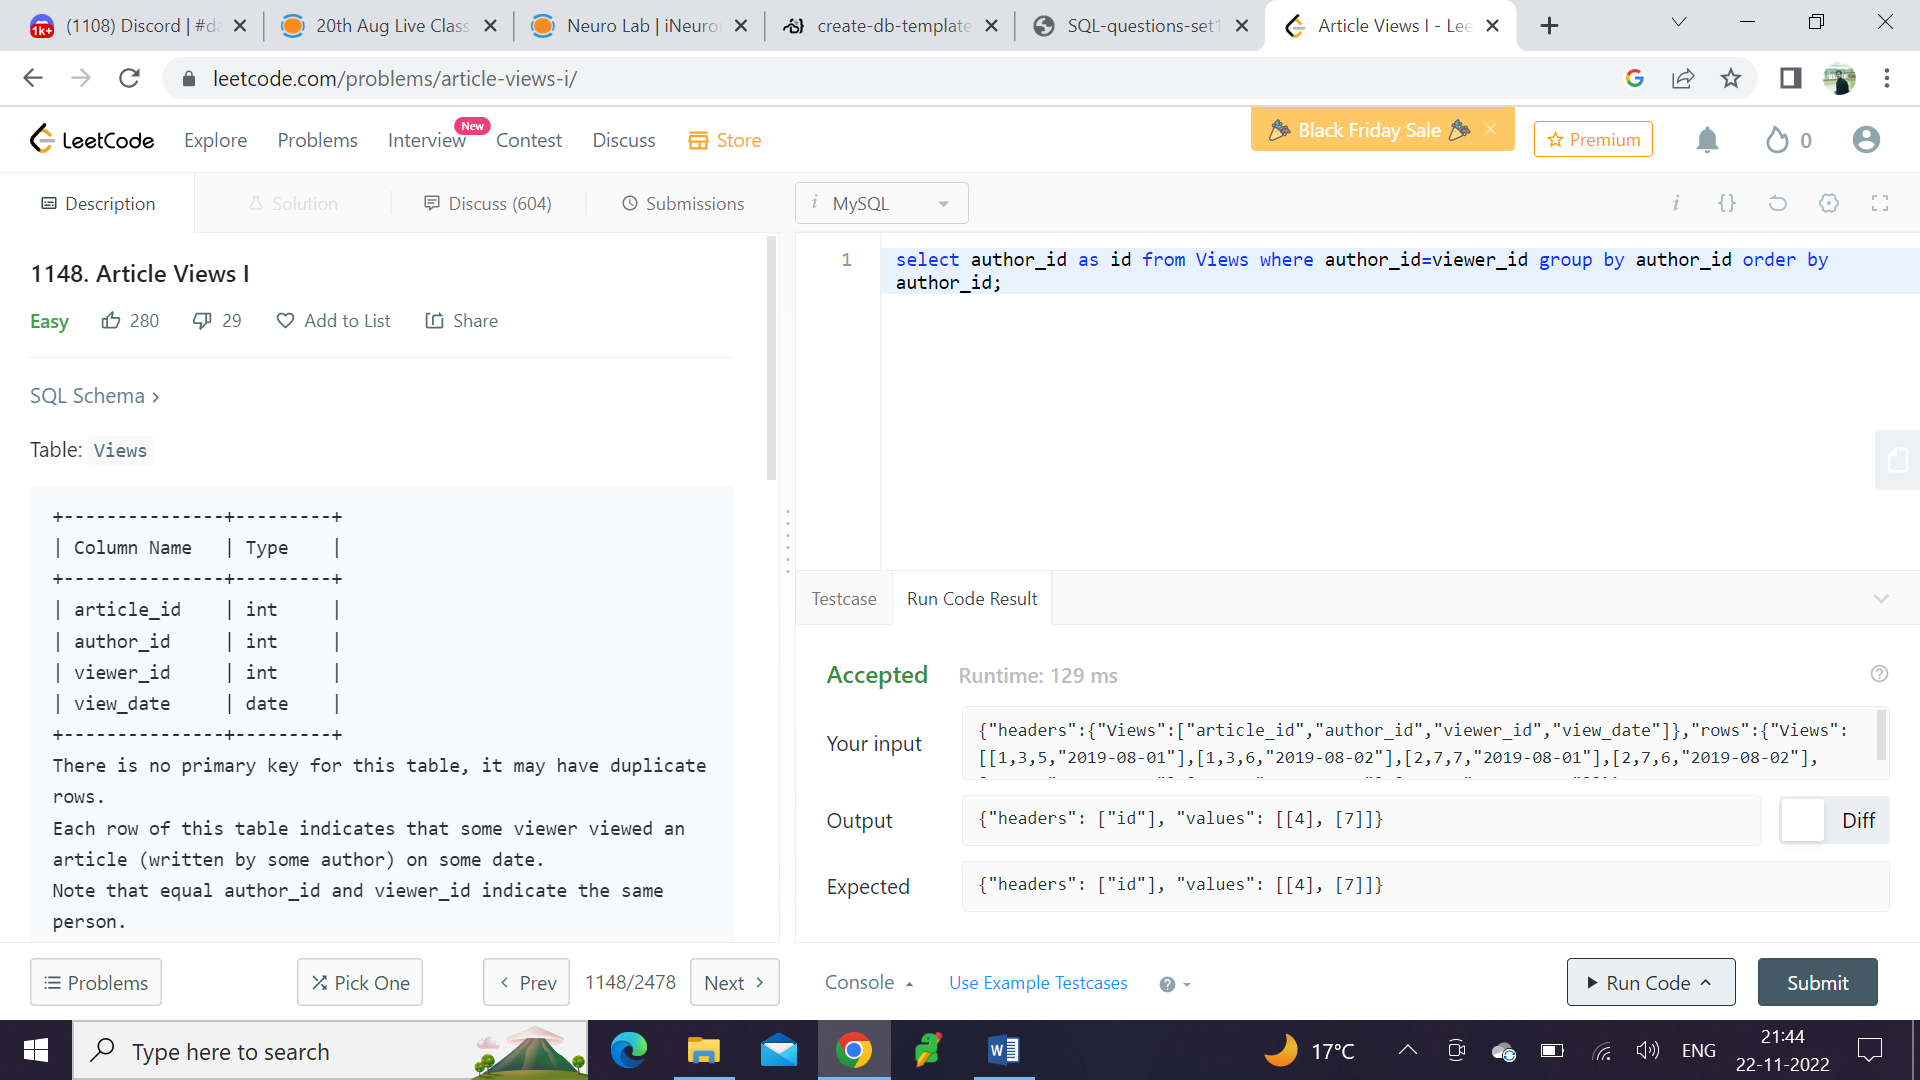 (1108) Discord | #da
20th Aug Live Class
Neuro Lab | iNeuro
create-db-template
SQL-questions-set1
Article Views I - Lee
1k+
leetcode.com/problems/article-views-i/
LeetCode
Explore
Problems
Interview
New
Contest
Discuss
Store
Black Friday Sale
Premium
0
Description
Solution
Discuss (604)
Submissions
i MySQL
i {}
1148. Article Views I
Easy 280 29 Add to List Share
SQL Schema >
Table: Views
+---------------+---------+
| Column Name   | Type    |
+---------------+---------+
| article_id    | int     |
| author_id     | int     |
| viewer_id     | int     |
| view_date     | date    |
+---------------+---------+
There is no primary key for this table, it may have duplicate
rows.
Each row of this table indicates that some viewer viewed an
article (written by some author) on some date.
Note that equal author_id and viewer_id indicate the same
person.
1
select author_id as id from Views where author_id=viewer_id group by author_id order by
author_id;
Testcase
Run Code Result
Accepted Runtime: 129 ms
Your input
{"headers":{"Views":["article_id","author_id","viewer_id","view_date"]},"rows":{"Views":
[[1,3,5,"2019-08-01"],[1,3,6,"2019-08-02"],[2,7,7,"2019-08-01"],[2,7,6,"2019-08-02"],
Output
{"headers": ["id"], "values": [[4], [7]]}
Diff
Expected
{"headers": ["id"], "values": [[4], [7]]}
Problems
Pick One
< Prev
1148/2478
Next >
Console
Use Example Testcases
Run Code
Submit
Type here to search
17°C
ENG
21:44
22-11-2022